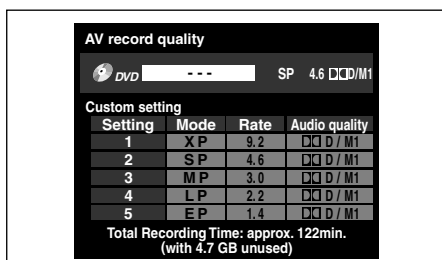 AV record quality
DVD - - - SP 4.6 D/M1
Custom setting
Setting Mode Rate Audio quality
1 XP 9.2 D / M1
2 SP 4.6 D / M1
3 MP 3.0 D / M1
4 LP 2.2 D / M1
5 EP 1.4 D / M1
Total Recording Time: approx. 122min.
(with 4.7 GB unused)